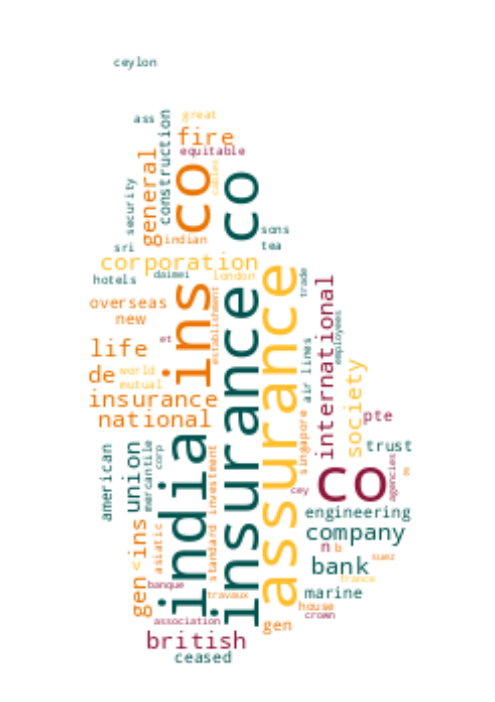 ceylon
ass
great
construction
fire
equitable
general
co
cables
security
co
sons
sri
indian
tea
corporation
hotels
daimei
london
assurance
trade
overseas
ins
establishment
international
new
insurance
employees
et
life
air lines
de
world
mutual
society
insurance
national
singapore
pte
american
union
mercantile
corp
india
investment
trust
co
agencies
cey
asiatic
standard
engineering
gen
<
ins
company
n
b
suez
bank
france
banque
travaux
marine
house
crown
association
gen
british
ceased